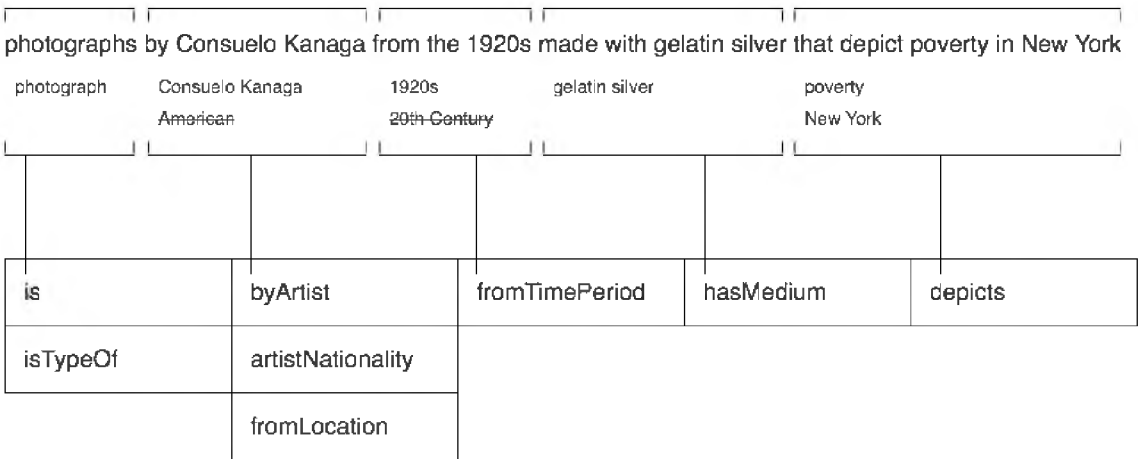 photographs by Consuelo Kanaga from the 1920s made with gelatin silver that depict poverty in New York
photograph Consuelo Kanaga 1920s gelatin silver poverty
American 20th Century New York
is byArtist fromTimePeriod hasMedium depicts
isTypeOf artistNationality
fromLocation